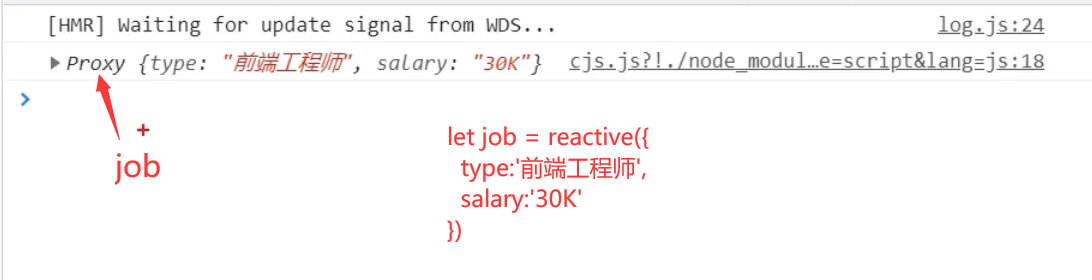 [HMR] Waiting for update signal from WDS... log.js:24
Proxy {type: "前端工程师", salary: "30K"} cjs.js?!./node_modul…e=script&lang=js:18
>
+
job
let job = reactive({
type:'前端工程师',
salary:'30K'
})